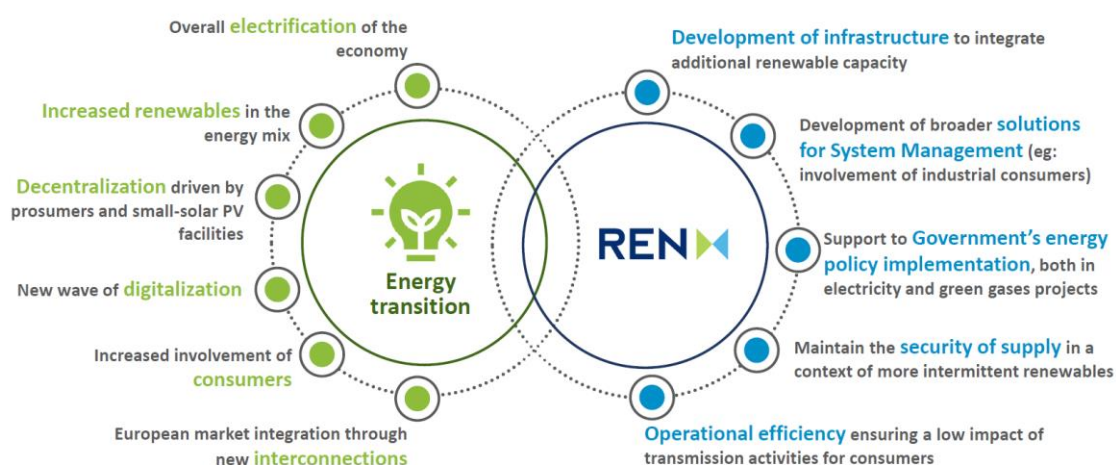 Overall electrification of the
economy
Increased renewables in the
energy mix
Decentralization driven by
prosumers and small-solar PV
facilities
New wave of digitalization
Increased involvement of
consumers
European market integration through
new interconnections
Energy
transition
REN
Development of infrastructure to integrate
additional renewable capacity
Development of broader solutions
for System Management (eg:
involvement of industrial consumers)
Support to Government's energy
policy implementation, both in
electricity and green gases projects
Maintain the security of supply in a
context of more intermittent renewables
Operational efficiency ensuring a low impact of
transmission activities for consumers